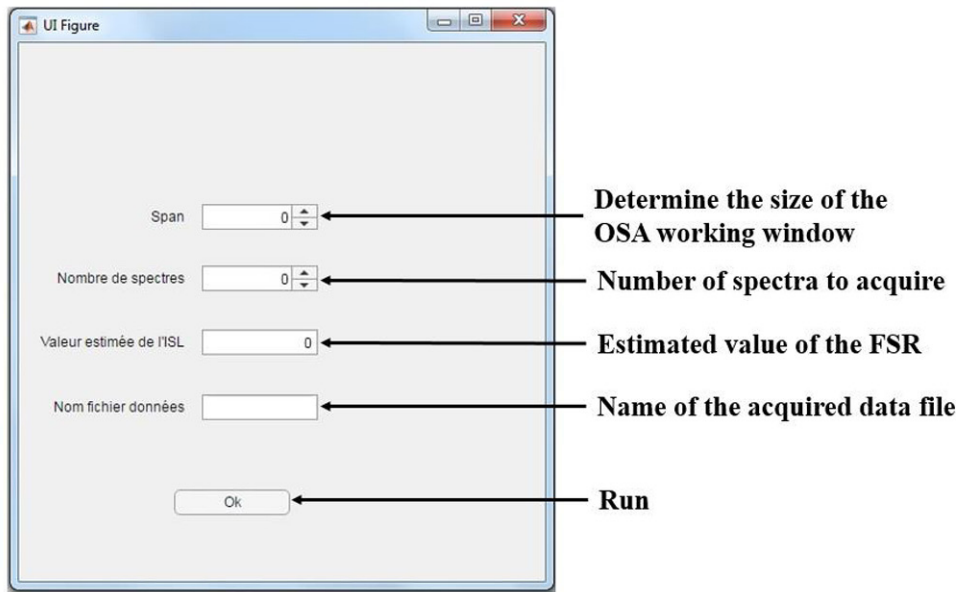 UI Figure
Span
0
Determine the size of the
OSA working window
Nombre de spectres
0
Number of spectra to acquire
Valeur estimée de l'ISL
0
Estimated value of the FSR
Nom fichier données
Name of the acquired data file
Ok
Run